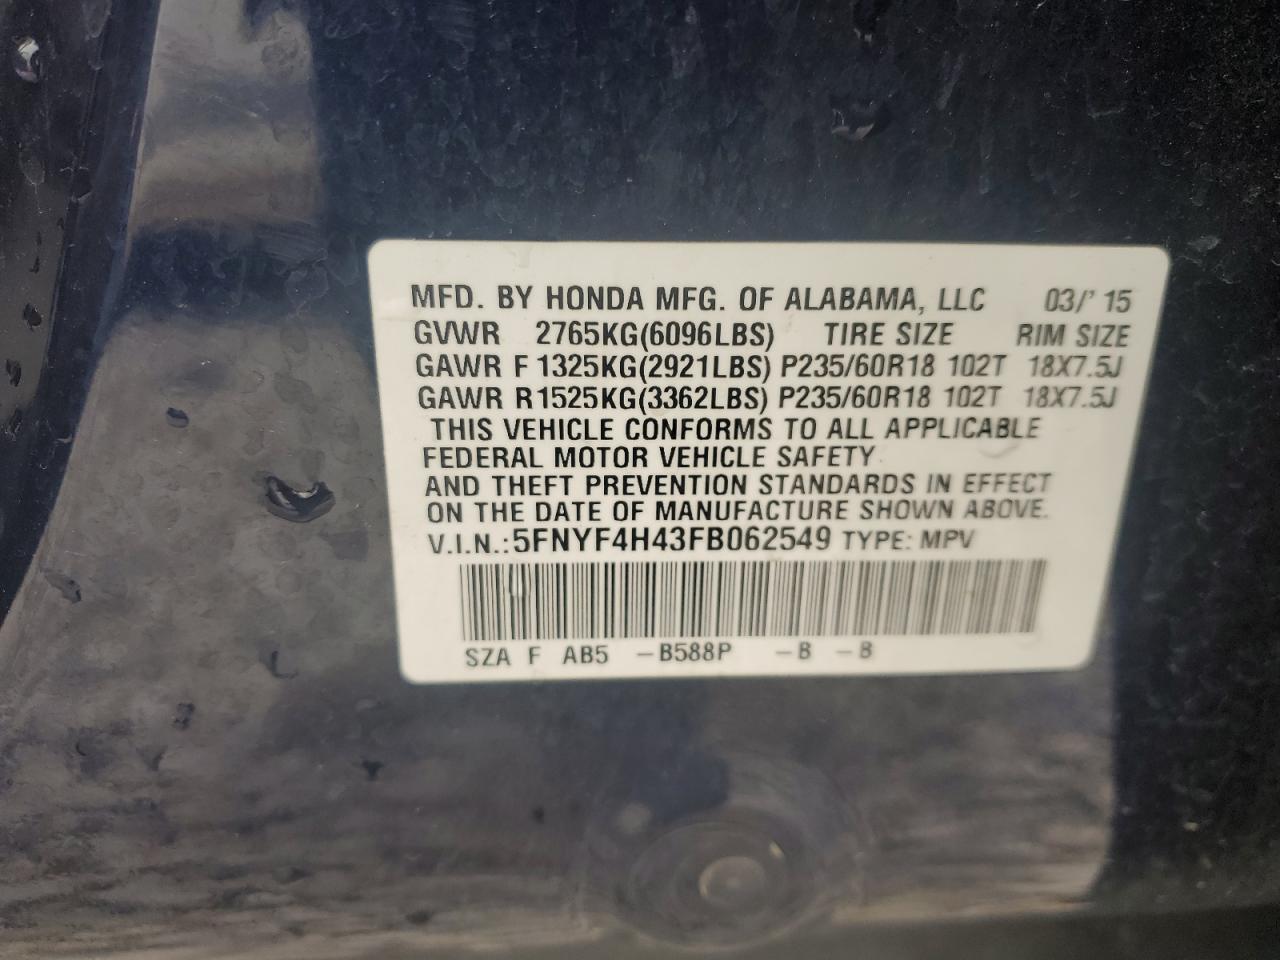 MFD. BY HONDA MFG. OF ALABAMA, LLC 03/'15
GVWR 2765KG(6096LBS) TIRE SIZE RIM SIZE
GAWR F 1325KG(2921LBS) P235/60R18 102T 18X7.5J
GAWR R1525KG(3362LBS) P235/60R18 102T 18X7.5J
THIS VEHICLE CONFORMS TO ALL APPLICABLE
FEDERAL MOTOR VEHICLE SAFETY
AND THEFT PREVENTION STANDARDS IN EFFECT
ON THE DATE OF MANUFACTURE SHOWN ABOVE.
V.I.N.:5FNYF4H43FB062549 TYPE: MPV
SZA F AB5 -B588P -B -B